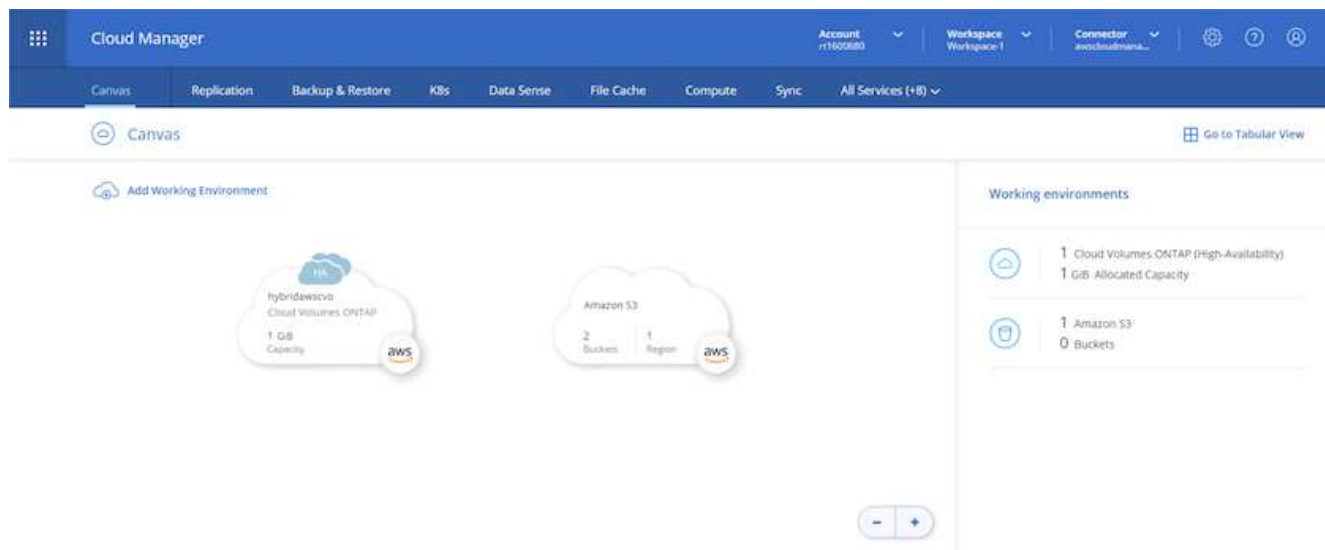 Cloud Manager
Account
rt1600680
Workspace
Workspace-1
Connector
awscloudmana...
Canvas
Replication
Backup & Restore
K8s
Data Sense
File Cache
Compute
Sync
All Services (+8)
Canvas
Go to Tabular View
Add Working Environment
Working environments
HA
hybridawscvo
Cloud Volumes ONTAP
1 GiB
Capacity
aws
Amazon S3
2
Buckets
1
Region
aws
1 Cloud Volumes ONTAP (High-Availability)
1 GiB Allocated Capacity
1 Amazon S3
0 Buckets